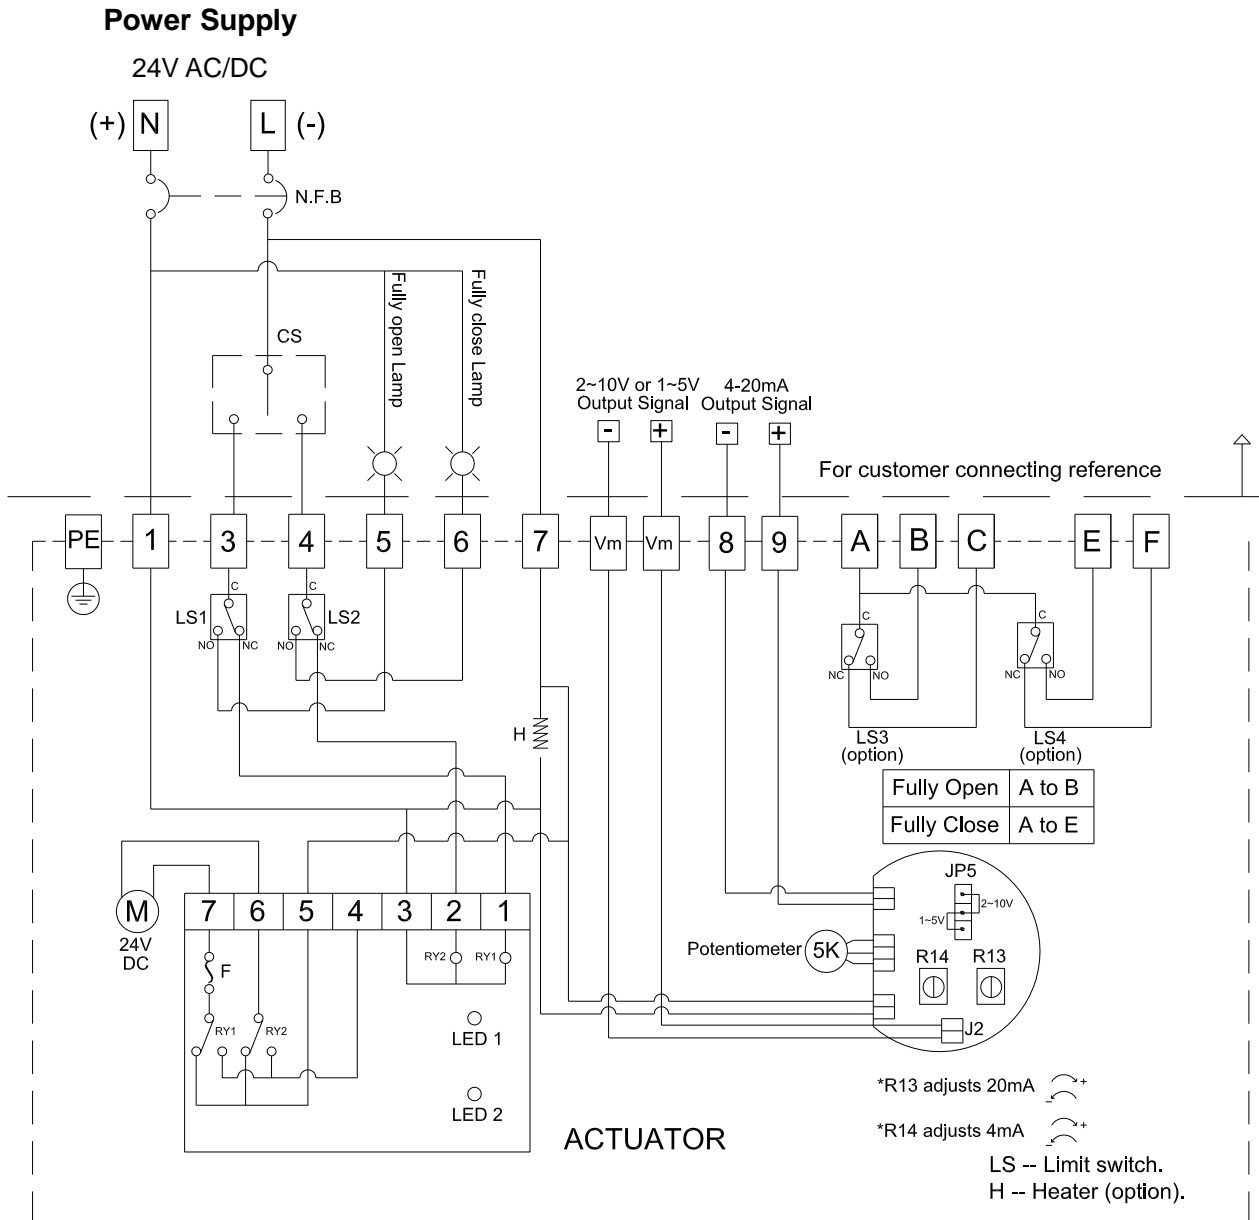 Power Supply
24V AC/DC
(+) N L (-)
N.F.B
CS
Fully open Lamp
Fully close Lamp
2~10V or 1~5V
Output Signal
4-20mA
Output Signal
- + - +
For customer connecting reference
PE 1 3 4 5 6 7 Vm Vm 8 9 A B C E F
C C
LS1 LS2
NO NC NO NC
C C
NC NO NC NO
LS3
(option)
LS4
(option)
H
Fully Open A to B
Fully Close A to E
M
24V
DC
7 6 5 4 3 2 1
F
RY2 RY1
RY1 RY2
LED 1
LED 2
JP5
2~10V
1~5V
Potentiometer 5K
R14 R13
J2
*R13 adjusts 20mA + -
*R14 adjusts 4mA + -
ACTUATOR
LS -- Limit switch.
H -- Heater (option).